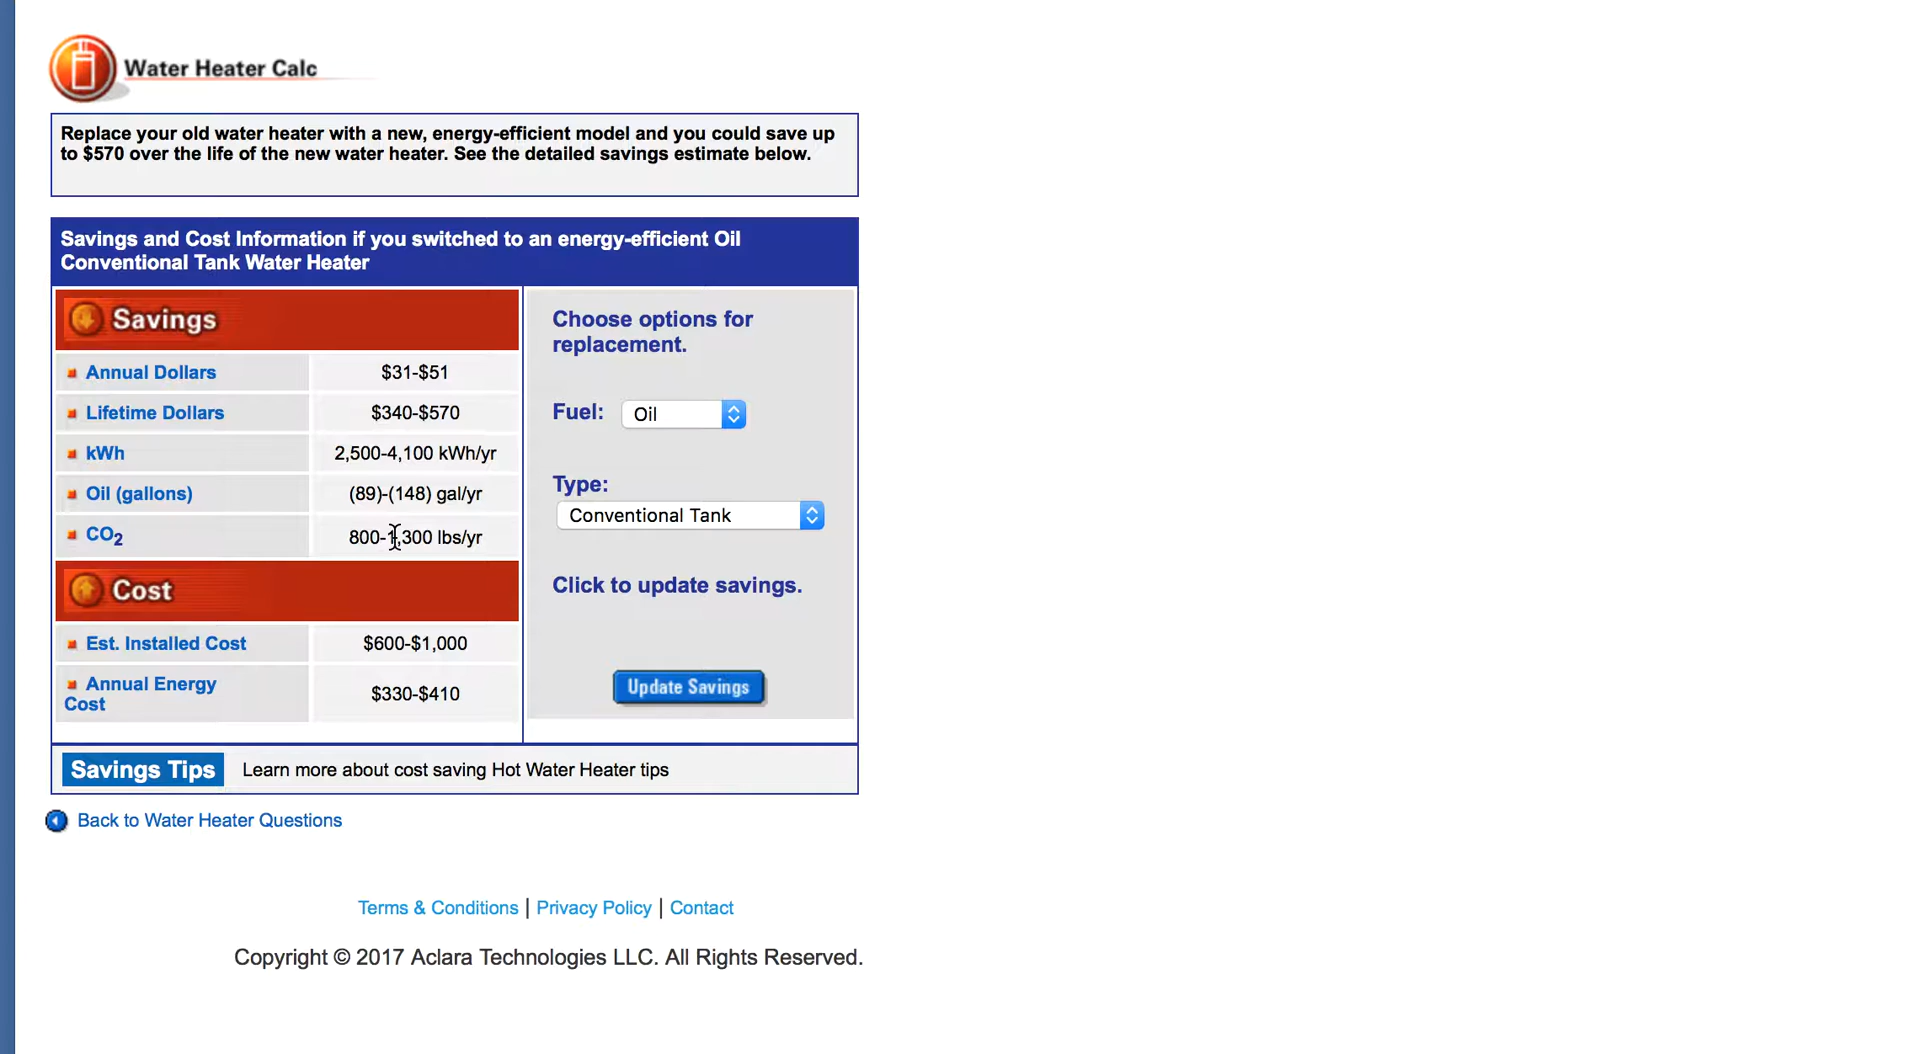 Water Heater Calc
Replace your old water heater with a new, energy-efficient model and you could save up
to $570 over the life of the new water heater. See the detailed savings estimate below.
Savings and Cost Information if you switched to an energy-efficient Oil
Conventional Tank Water Heater
Savings
Annual Dollars $31-$51
Lifetime Dollars $340-$570
kWh 2,500-4,100 kWh/yr
Oil (gallons) (89)-(148) gal/yr
CO2 800-1,300 lbs/yr
Cost
Est. Installed Cost $600-$1,000
Annual Energy
Cost
$330-$410
Choose options for
replacement.
Fuel: Oil
Type:
Conventional Tank
Click to update savings.
Update Savings
Savings Tips Learn more about cost saving Hot Water Heater tips
Back to Water Heater Questions
Terms & Conditions | Privacy Policy | Contact
Copyright © 2017 Aclara Technologies LLC. All Rights Reserved.